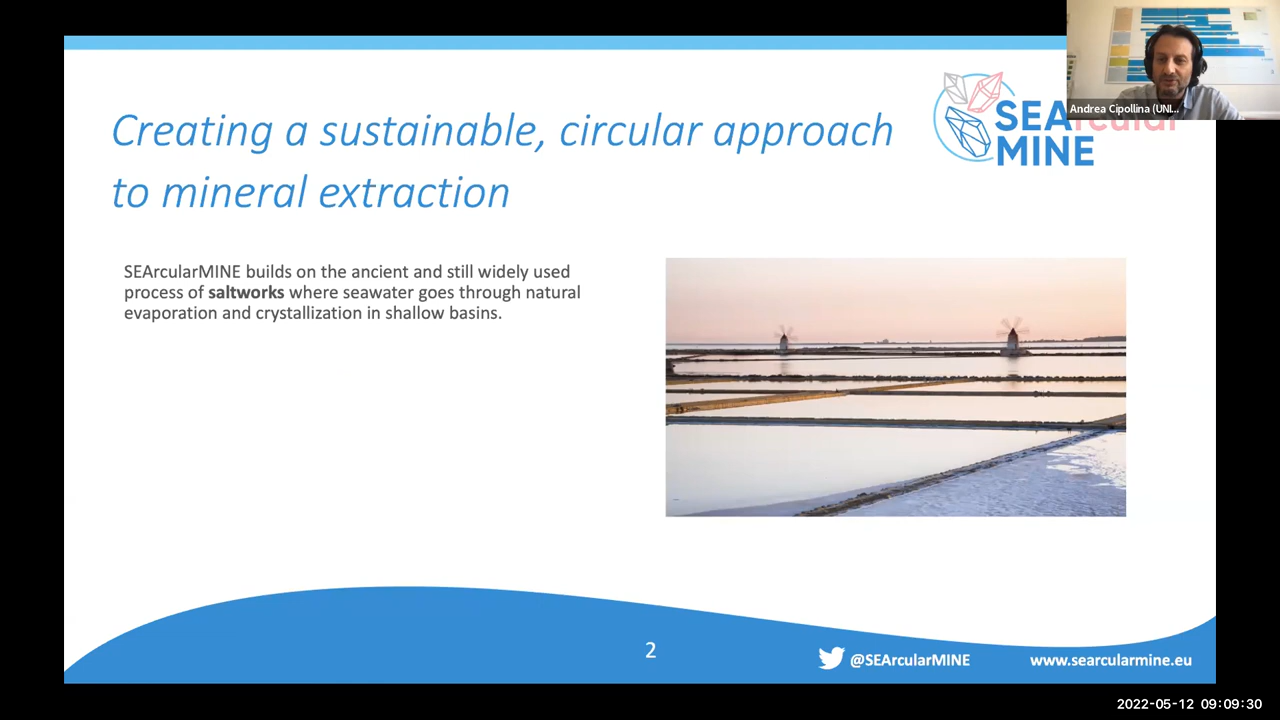 Creating a sustainable, circular approach
to mineral extraction
SEArcular
MINE
Andrea Cipollina (UNI...
SEArcularMINE builds on the ancient and still widely used
process of saltworks where seawater goes through natural
evaporation and crystallization in shallow basins.
2
@SEArcularMINE
www.searcularmine.eu
2022-05-12 09:09:30